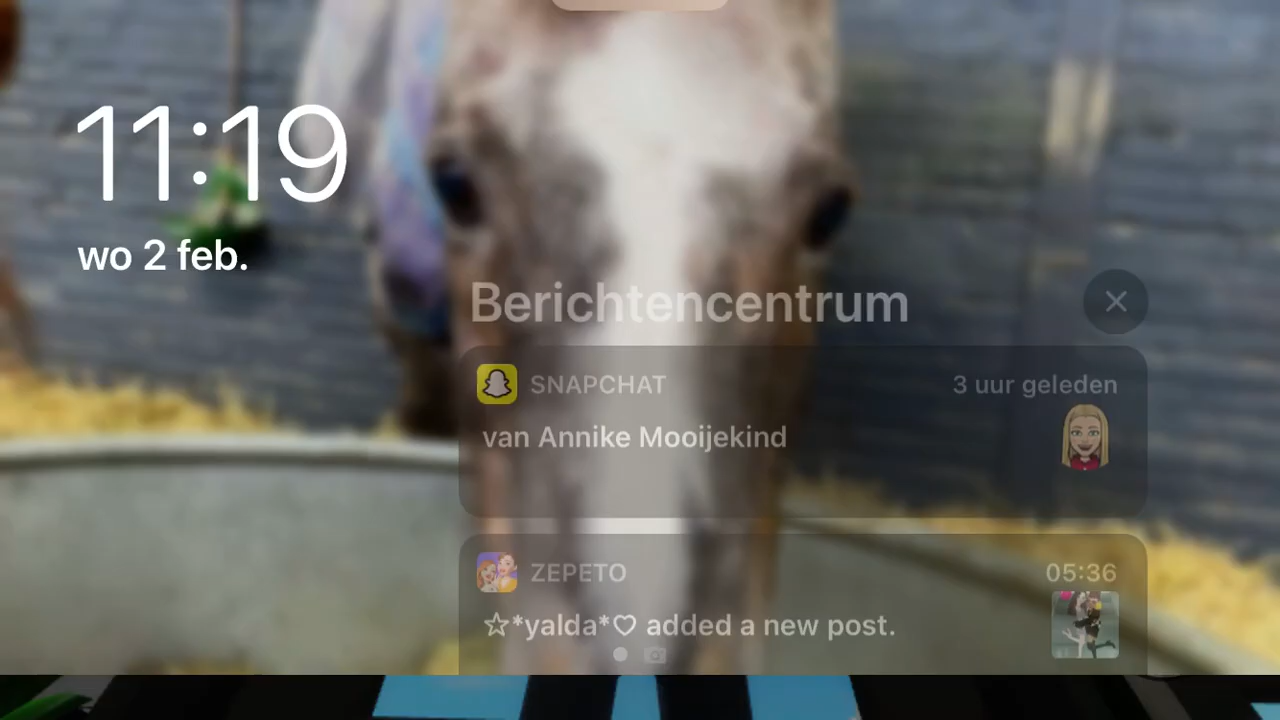 11:19
wo 2 feb.
Berichtencentrum
SNAPCHAT
3 uur geleden
van Annike Mooijekind
ZEPETO
05:36
☆*yalda*♡ added a new post.